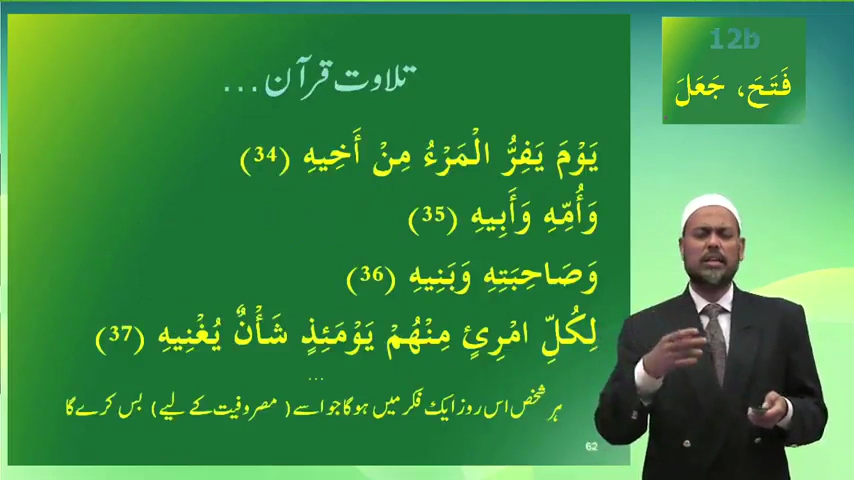 12b
فَتَحَ، جَعَلَ
تلاوت قرآن...
يَوْمَ يَفِرُّ الْمَرْءُ مِنْ أَخِيهِ (34)
وَأُمِّهِ وَأَبِيهِ (35)
وَصَاحِبَتِهِ وَبَنِيهِ (36)
لِكُلِّ امْرِئٍ مِنْهُمْ يَوْمَئِذٍ شَأْنٌ يُغْنِيهِ (37)
...
ہر شخص اس روز ایک فکر میں ہوگا جو اسے (مصروفیت کے لیے) بس کرے گا
62